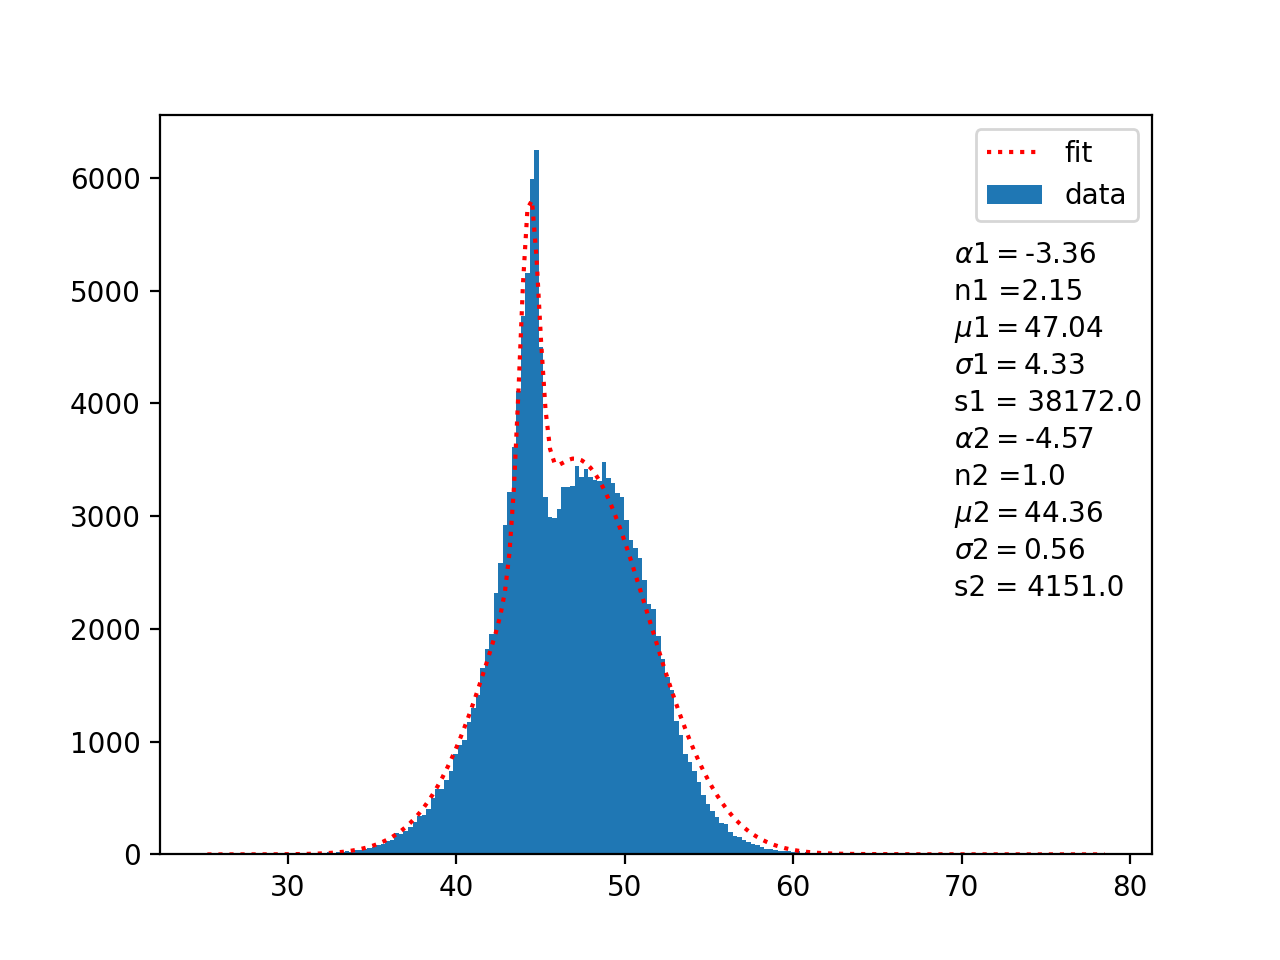 fit
data
α1 = -3.36
n1 =2.15
μ1 = 47.04
σ1 = 4.33
s1 = 38172.0
α2 = -4.57
n2 =1.0
μ2 = 44.36
σ2 = 0.56
s2 = 4151.0
6000
5000
4000
3000
2000
1000
0
30 40 50 60 70 80